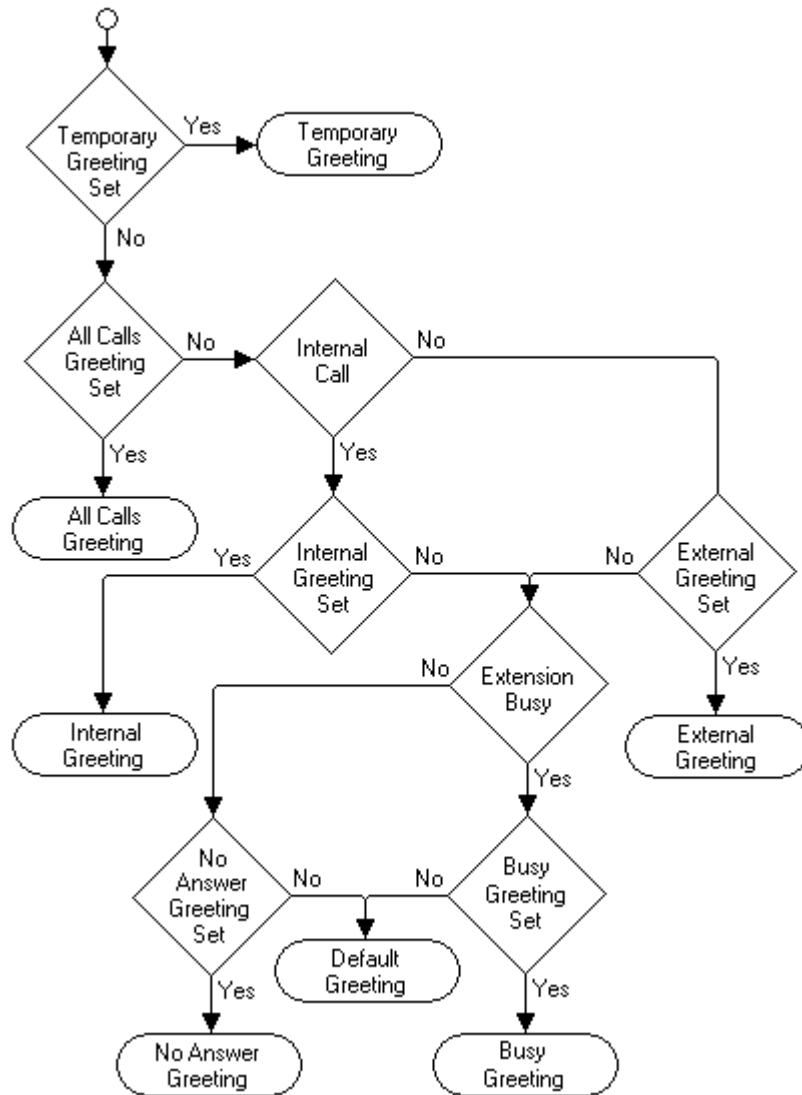 Temporary
Greeting
Set
Yes
Temporary
Greeting
No
All Calls
Greeting
Set
No
Internal
Call
No
Yes
All Calls
Greeting
Yes
Yes
Internal
Greeting
Set
No
No
External
Greeting
Set
Yes
Internal
Greeting
No
Extension
Busy
Yes
External
Greeting
No
Answer
Greeting
Set
No
No
Busy
Greeting
Set
Default
Greeting
Yes
Yes
No Answer
Greeting
Busy
Greeting